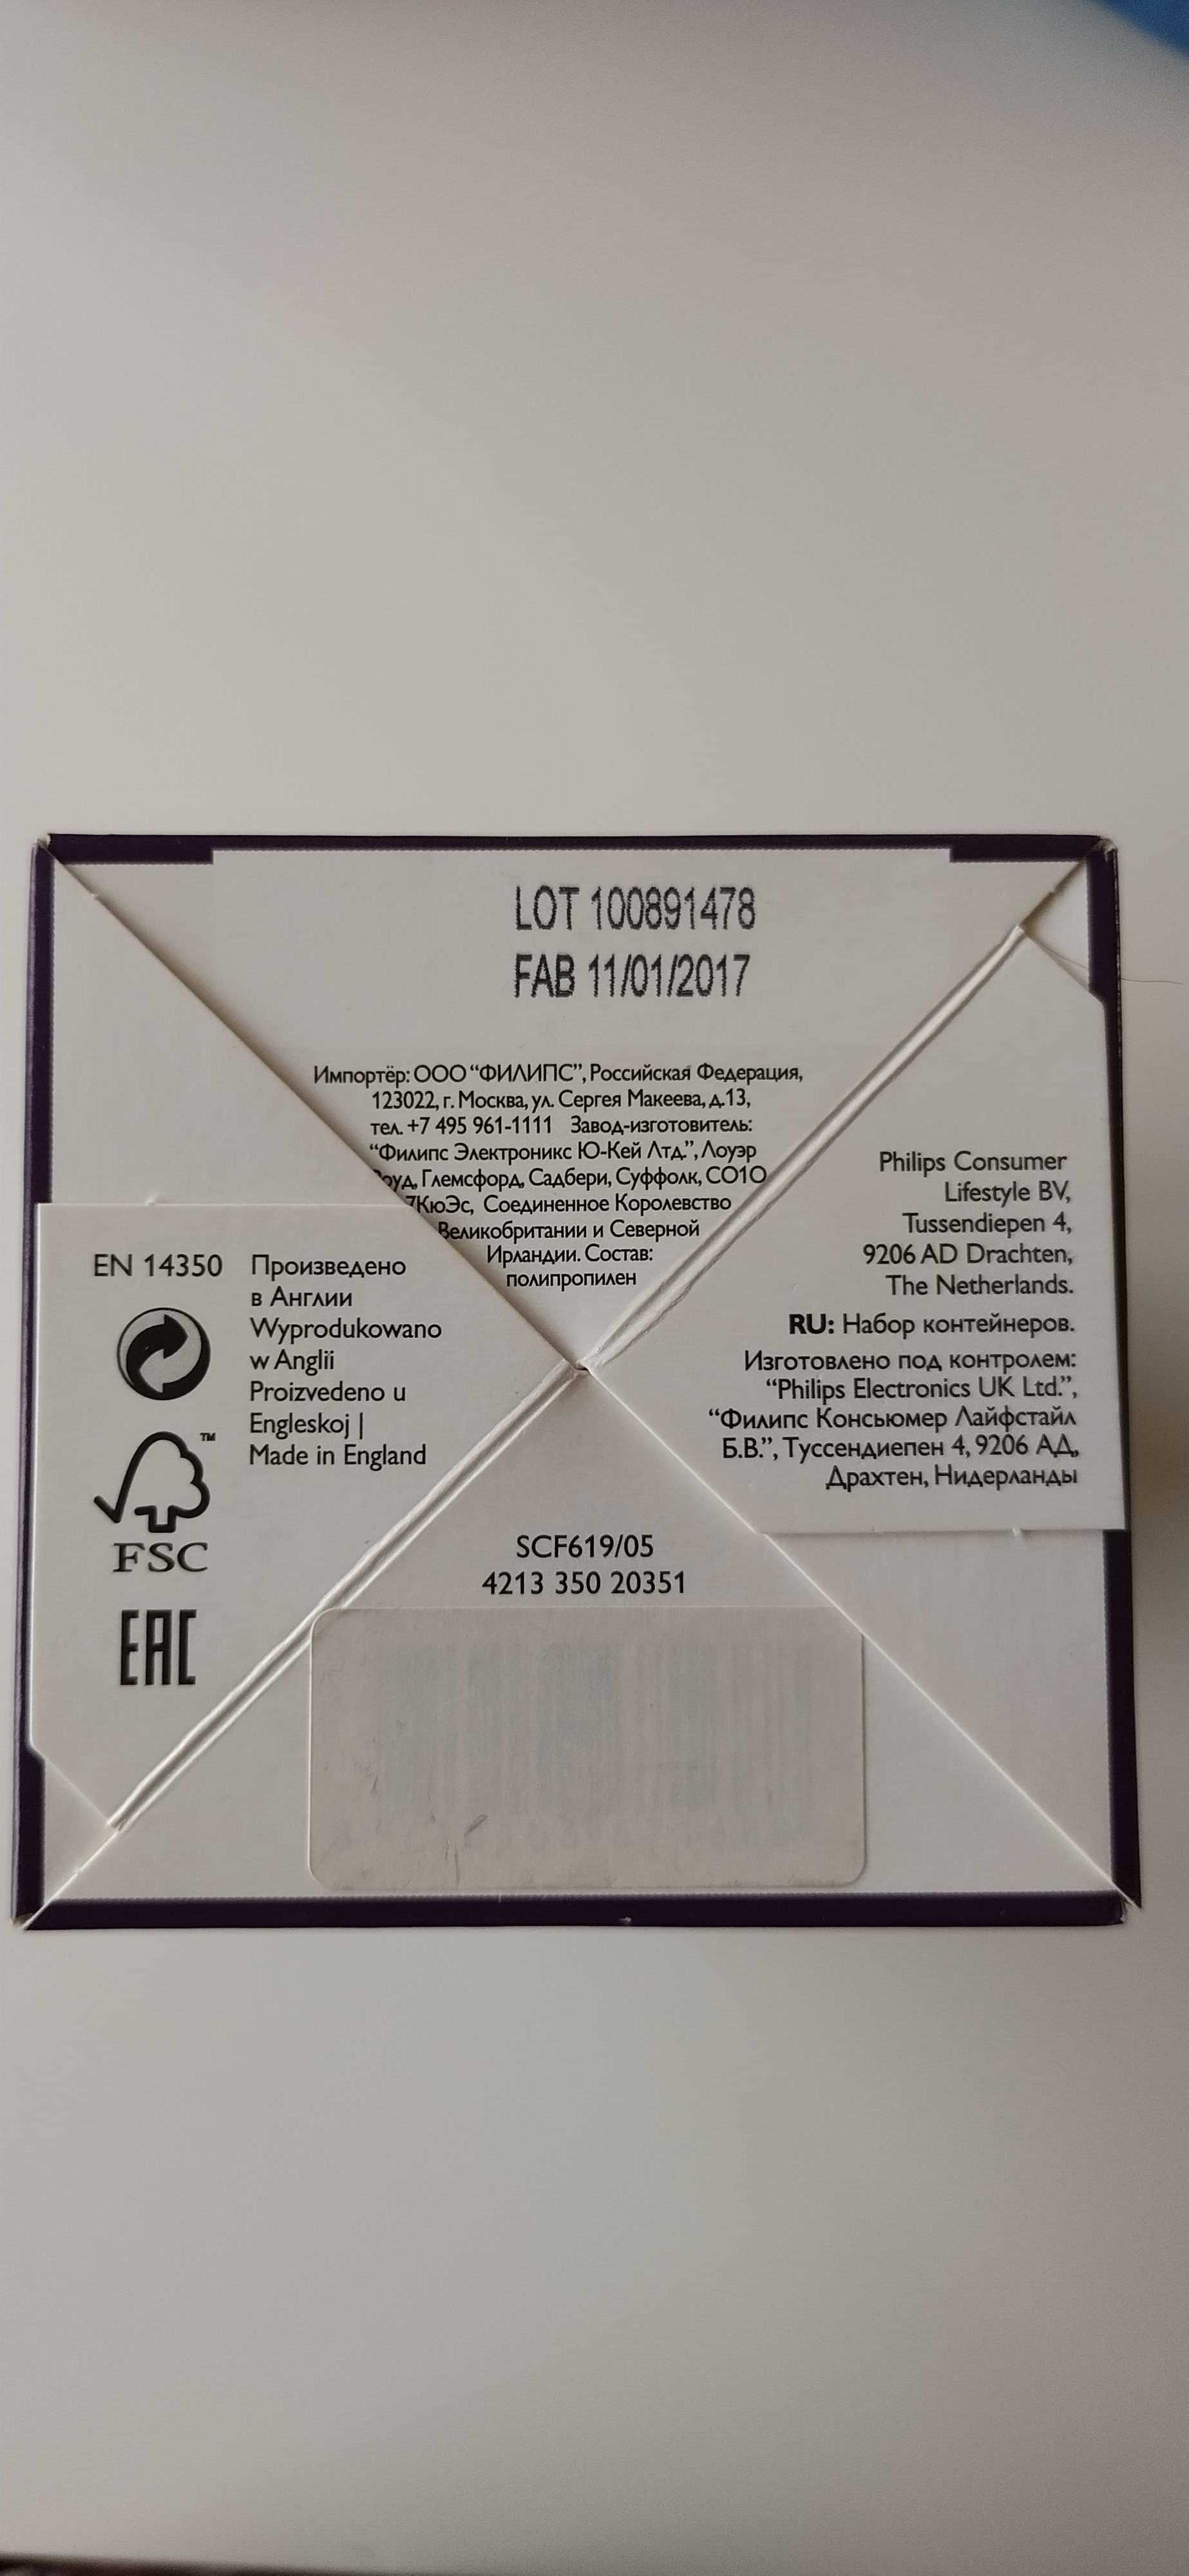 LOT 100891478
FAB 11/01/2017
Импортёр: ООО “ФИЛИПС”, Российская Федерация,
123022, г. Москва, ул. Сергея Макеева, д.13,
тел. +7 495 961-1111 Завод-изготовитель:
“Филипс Электроникс Ю-Кей Лтд.”, Лоуэр
Глемсфорд, Садбери, Суффолк, СО1О
7КюЭс, Соединенное Королевство
Великобритании и Северной
Ирландии. Состав:
полипропилен
EN 14350
Произведено
в Англии
Wyprodukowano
w Anglii
Proizvedeno u
Engleskoj |
Made in England
TM
FSC
EAC
Philips Consumer
Lifestyle BV,
Tussendiepen 4,
9206 AD Drachten,
The Netherlands.
RU: Набор контейнеров.
Изготовлено под контролем:
“Philips Electronics UK Ltd.”,
“Филипс Консьюмер Лайфстайл
Б.В.”, Туссендиепен 4, 9206 АД,
Драхтен, Нидерланды
SCF619/05
4213 350 20351